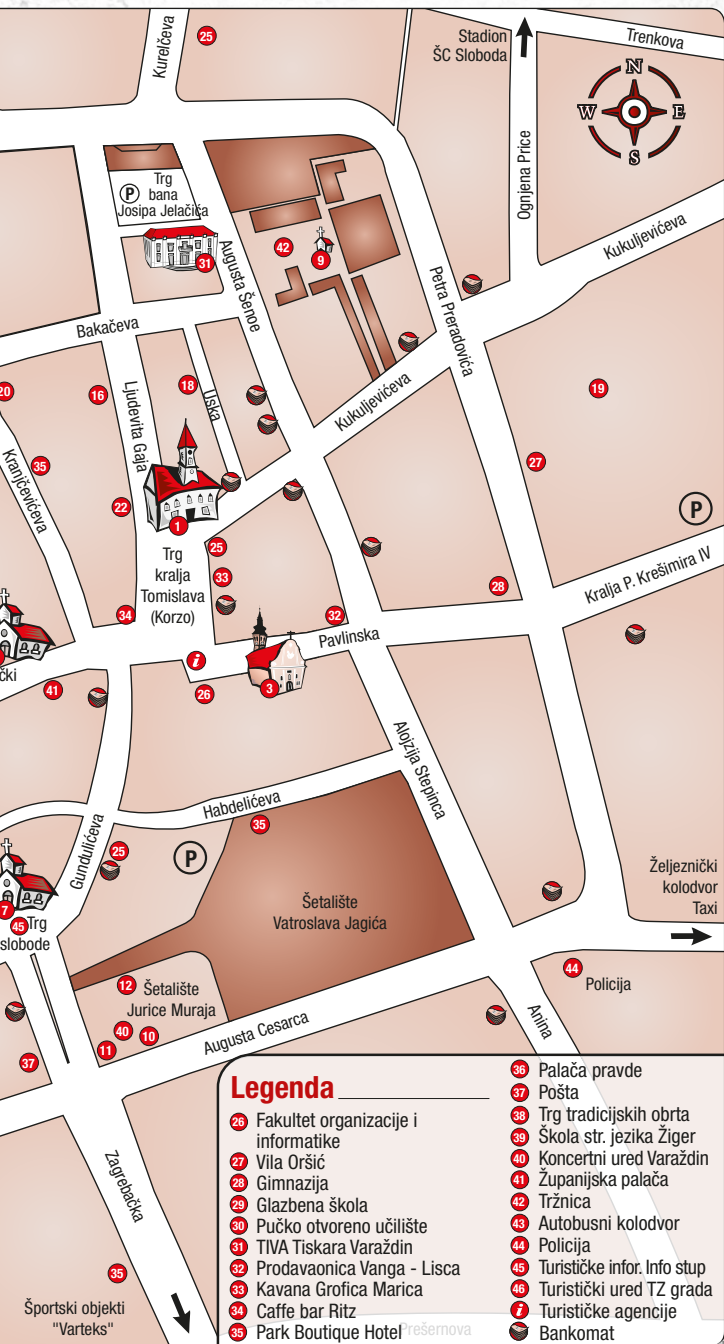 25
Kurelčeva
Stadion
ŠC Sloboda
Trenkova
N
W
E
S
P
Trg
bana
Josipa Jelačića
Ognjena Price
Kukuljevićeva
42
9
31
Augusta Šenoe
Petra Preradovića
Bakačeva
20
16
Ljudevita Gaja
18
Uska
Kukuljevićeva
19
Kranjčevićeva
35
27
22
1
P
Trg
kralja
Tomislava
(Korzo)
25
33
28
Kralja P. Krešimira IV
34
32
Pavlinska
i
26
3
čki
41
Alojzija Stepinca
Habdelićeva
35
Gundulićeva
25
P
Šetalište
Vatroslava Jagića
Željeznički
kolodvor
Taxi
7
45
Trg
slobode
12
Šetalište
Jurice Muraja
44
Policija
40
10
11
Augusta Cesarca
Anina
37
Zagrebačka
35
Športski objekti
"Varteks"
Legenda
26 Fakultet organizacije i
informatike
27 Vila Oršić
28 Gimnazija
29 Glazbena škola
30 Pučko otvoreno učilište
31 TIVA Tiskara Varaždin
32 Prodavaonica Vanga - Lisca
33 Kavana Grofica Marica
34 Caffe bar Ritz
35 Park Boutique Hotel
36 Palača pravde
37 Pošta
38 Trg tradicijskih obrta
39 Škola str. jezika Žiger
40 Koncertni ured Varaždin
41 Županijska palača
42 Tržnica
43 Autobusni kolodvor
44 Policija
45 Turističke infor. Info stup
46 Turistički ured TZ grada
i Turističke agencije
Bankomat
Prešernova